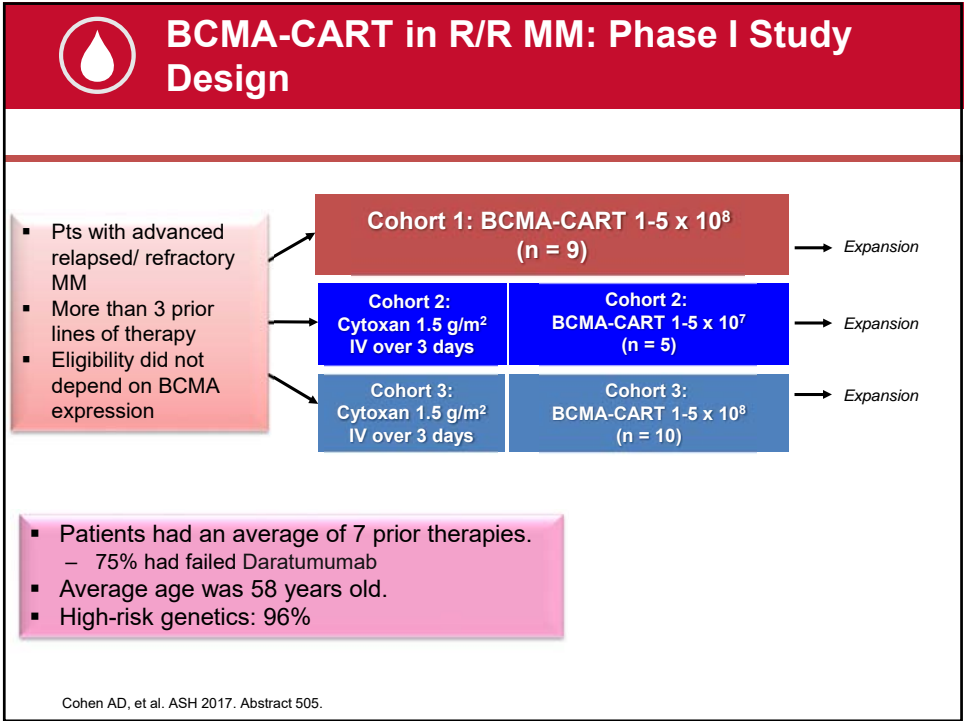 BCMA-CART in R/R MM: Phase I Study
Design
▪ Pts with advanced
relapsed/ refractory
MM
▪ More than 3 prior
lines of therapy
▪ Eligibility did not
depend on BCMA
expression
Cohort 1: BCMA-CART 1-5 x 10⁸
(n = 9)
Expansion
Cohort 2:
Cytoxan 1.5 g/m²
IV over 3 days
Cohort 2:
BCMA-CART 1-5 x 10⁷
(n = 5)
Expansion
Cohort 3:
Cytoxan 1.5 g/m²
IV over 3 days
Cohort 3:
BCMA-CART 1-5 x 10⁸
(n = 10)
Expansion
▪ Patients had an average of 7 prior therapies.
– 75% had failed Daratumumab
▪ Average age was 58 years old.
▪ High-risk genetics: 96%
Cohen AD, et al. ASH 2017. Abstract 505.